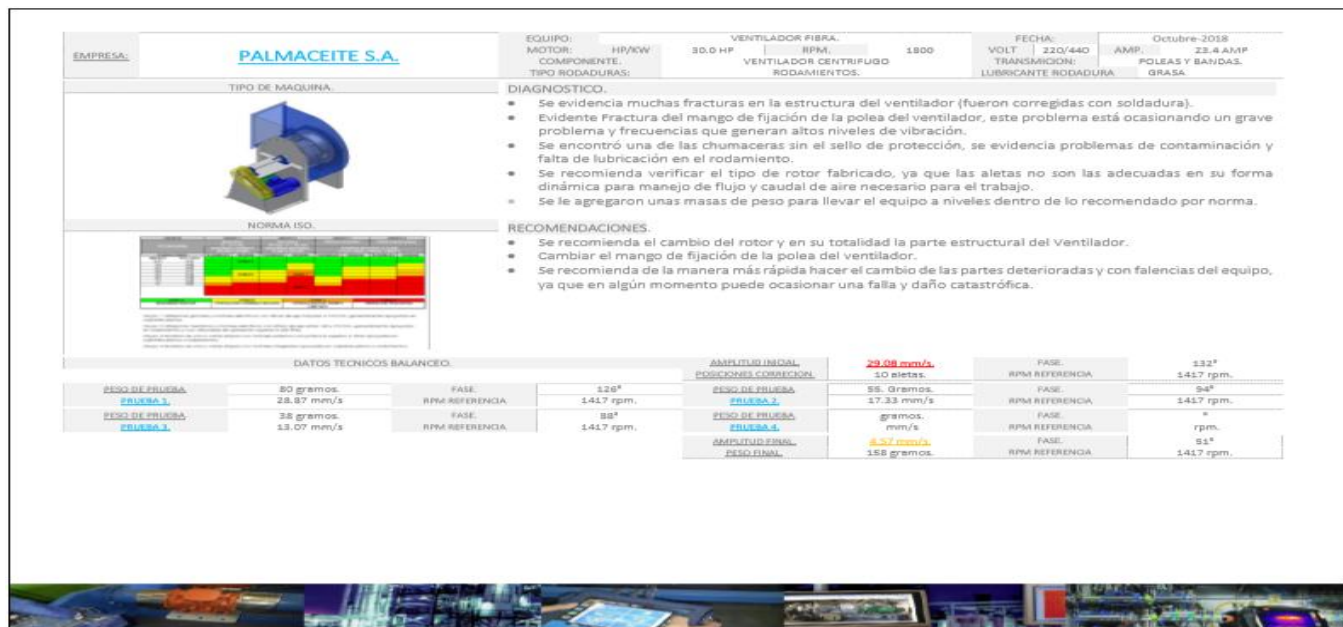 EMPRESA: PALMACEITE S.A.
EQUIPO: VENTILADOR FIBRA. FECHA: Octubre-2018
MOTOR: HP/KW 30.0 HP RPM. 1800 VOLT 220/440 AMP. 23.4 AMP
COMPONENTE. VENTILADOR CENTRIFUGO TRANSMICION: POLEAS Y BANDAS.
TIPO RODADURAS: RODAMIENTOS. LUBRICANTE RODADURA GRASA
TIPO DE MAQUINA.
DIAGNOSTICO.
Se evidencia muchas fracturas en la estructura del ventilador (fueron corregidas con soldadura).
Evidente Fractura del mango de fijación de la polea del ventilador, este problema está ocasionando un grave
problema y frecuencias que generan altos niveles de vibración.
Se encontró una de las chumaceras sin el sello de protección, se evidencia problemas de contaminación y
falta de lubricación en el rodamiento.
Se recomienda verificar el tipo de rotor fabricado, ya que las aletas no son las adecuadas en su forma
dinámica para manejo de flujo y caudal de aire necesario para el trabajo.
Se le agregaron unas masas de peso para llevar el equipo a niveles dentro de lo recomendado por norma.
NORMA ISO.
RECOMENDACIONES.
Se recomienda el cambio del rotor y en su totalidad la parte estructural del Ventilador.
Cambiar el mango de fijación de la polea del ventilador.
Se recomienda de la manera más rápida hacer el cambio de las partes deterioradas y con falencias del equipo,
ya que en algún momento puede ocasionar una falla y daño catastrófica.
DATOS TECNICOS BALANCEO. AMPLITUD INICIAL. 29.08 mm/s. FASE. 132°
POSICIONES CORRECION. 10 aletas. RPM REFERENCIA 1417 rpm.
PESO DE PRUEBA 80 gramos. FASE. 126° PESO DE PRUEBA 55. Gramos. FASE. 94°
PRUEBA 1. 28.87 mm/s RPM REFERENCIA 1417 rpm. PRUEBA 2. 17.33 mm/s RPM REFERENCIA 1417 rpm.
PESO DE PRUEBA 38 gramos. FASE. 88° PESO DE PRUEBA gramos. FASE. °
PRUEBA 3. 13.07 mm/s RPM REFERENCIA 1417 rpm. PRUEBA 4. mm/s RPM REFERENCIA rpm.
AMPLITUD FINAL. 4.57 mm/s. FASE. 51°
PESO FINAL. 158 gramos. RPM REFERENCIA 1417 rpm.